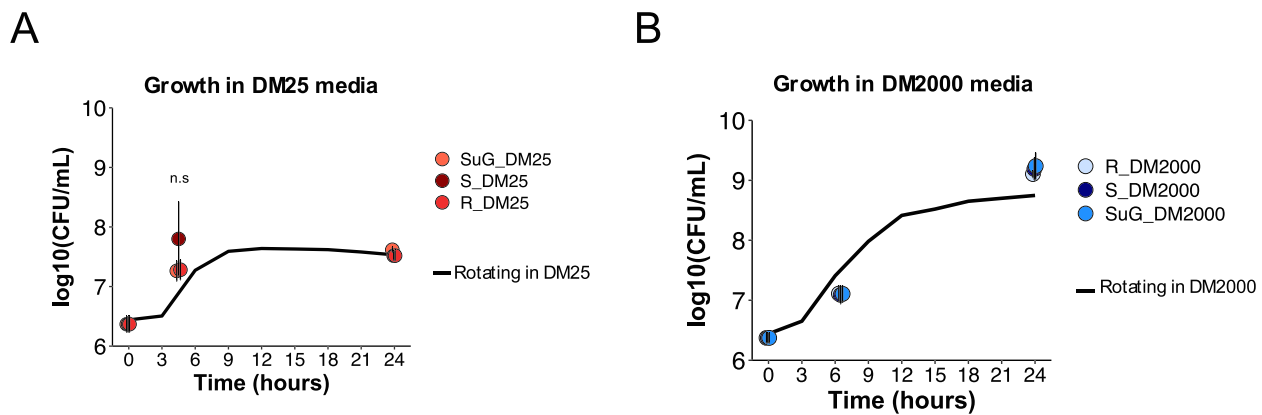 A
Growth in DM25 media
log10(CFU/mL)
10
9
8
7
6
n.s
0 3 6 9 12 15 18 21 24
Time (hours)
SuG_DM25
S_DM25
R_DM25
Rotating in DM25
B
Growth in DM2000 media
log10(CFU/mL)
10
9
8
7
6
0 3 6 9 12 15 18 21 24
Time (hours)
R_DM2000
S_DM2000
SuG_DM2000
Rotating in DM2000